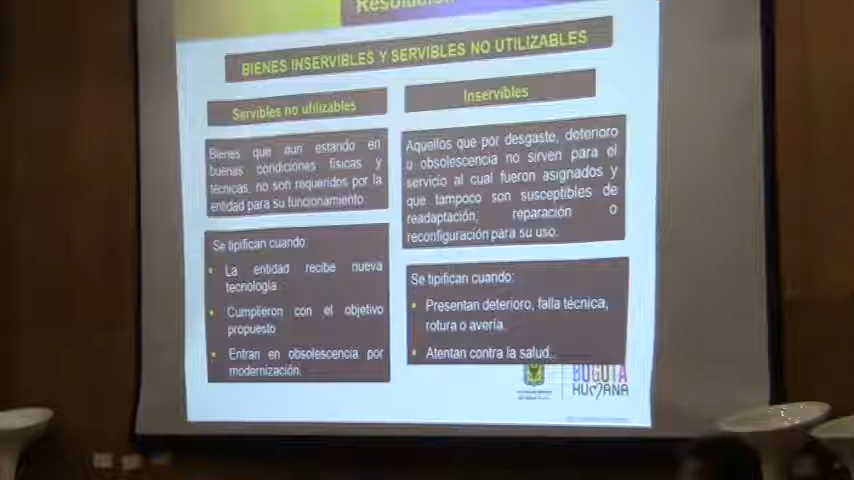 BIENES INSERVIBLES Y SERVIBLES NO UTILIZABLES
Servibles no utilizables
Bienes que aun estando en
buenas condiciones físicas y
técnicas, no son requeridos por la
entidad para su funcionamiento.
Se tipifican cuando:
La entidad recibe nueva
tecnología
Cumplieron con el objetivo
propuesto
Entran en obsolescencia por
modernización.
Inservibles
Aquellos que por desgaste, deterioro
u obsolescencia no sirven para el
servicio al cual fueron asignados y
que tampoco son susceptibles de
readaptación, reparación o
reconfiguración para su uso.
Se tipifican cuando:
Presentan deterioro, falla técnica,
rotura o avería.
Atentan contra la salud.
BOGOTÁ
HUMANA